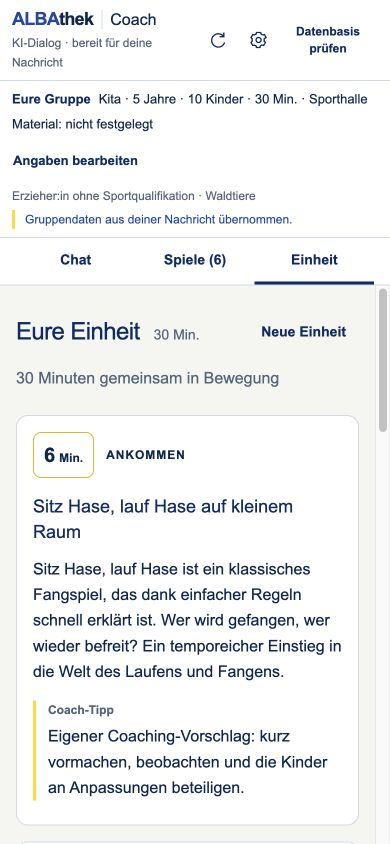 ALBAthek Coach
KI-Dialog · bereit für deine
Nachricht
Datenbasis
prüfen
Eure Gruppe Kita · 5 Jahre · 10 Kinder · 30 Min. · Sporthalle
Material: nicht festgelegt
Angaben bearbeiten
Erzieher:in ohne Sportqualifikation · Waldtiere
Gruppendaten aus deiner Nachricht übernommen.
Chat
Spiele (6)
Einheit
Eure Einheit 30 Min.
Neue Einheit
30 Minuten gemeinsam in Bewegung
6 Min.
ANKOMMEN
Sitz Hase, lauf Hase auf kleinem
Raum
Sitz Hase, lauf Hase ist ein klassisches
Fangspiel, das dank einfacher Regeln
schnell erklärt ist. Wer wird gefangen, wer
wieder befreit? Ein temporeicher Einstieg in
die Welt des Laufens und Fangens.
Coach-Tipp
Eigener Coaching-Vorschlag: kurz
vormachen, beobachten und die Kinder
an Anpassungen beteiligen.